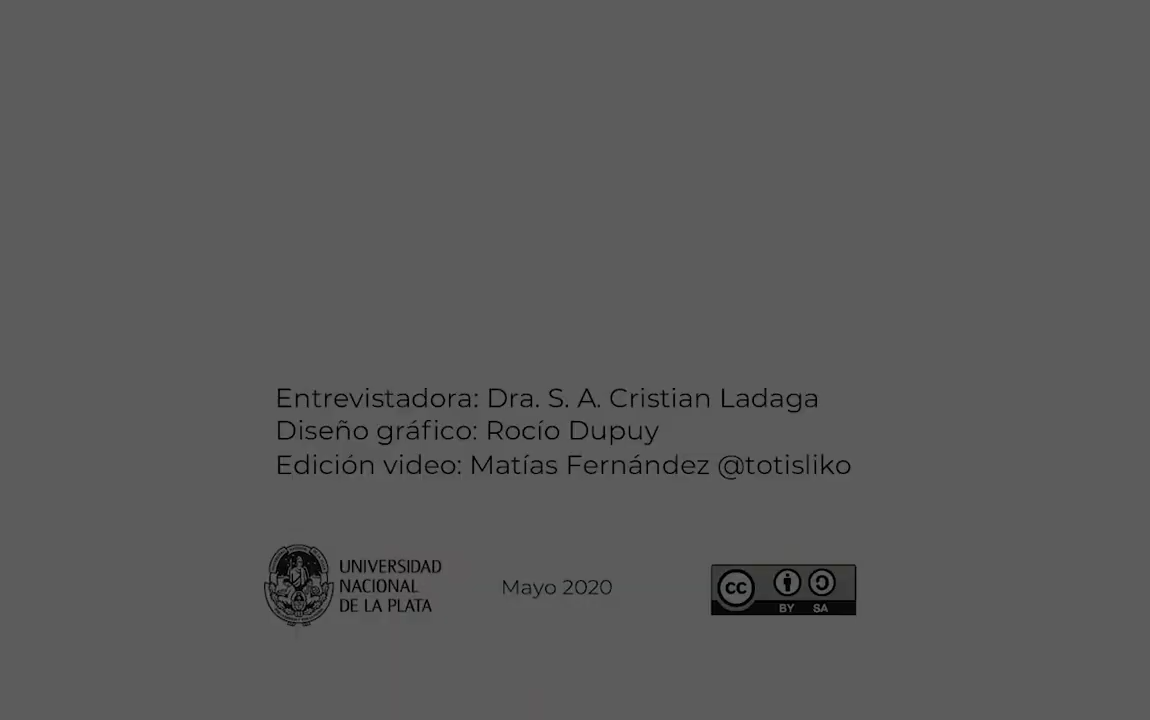 Entrevistadora: Dra. S. A. Cristian Ladaga
Diseño gráfico: Rocío Dupuy
Edición video: Matías Fernández @totisliko
UNIVERSIDAD
NACIONAL
DE LA PLATA
Mayo 2020
cc
BY SA